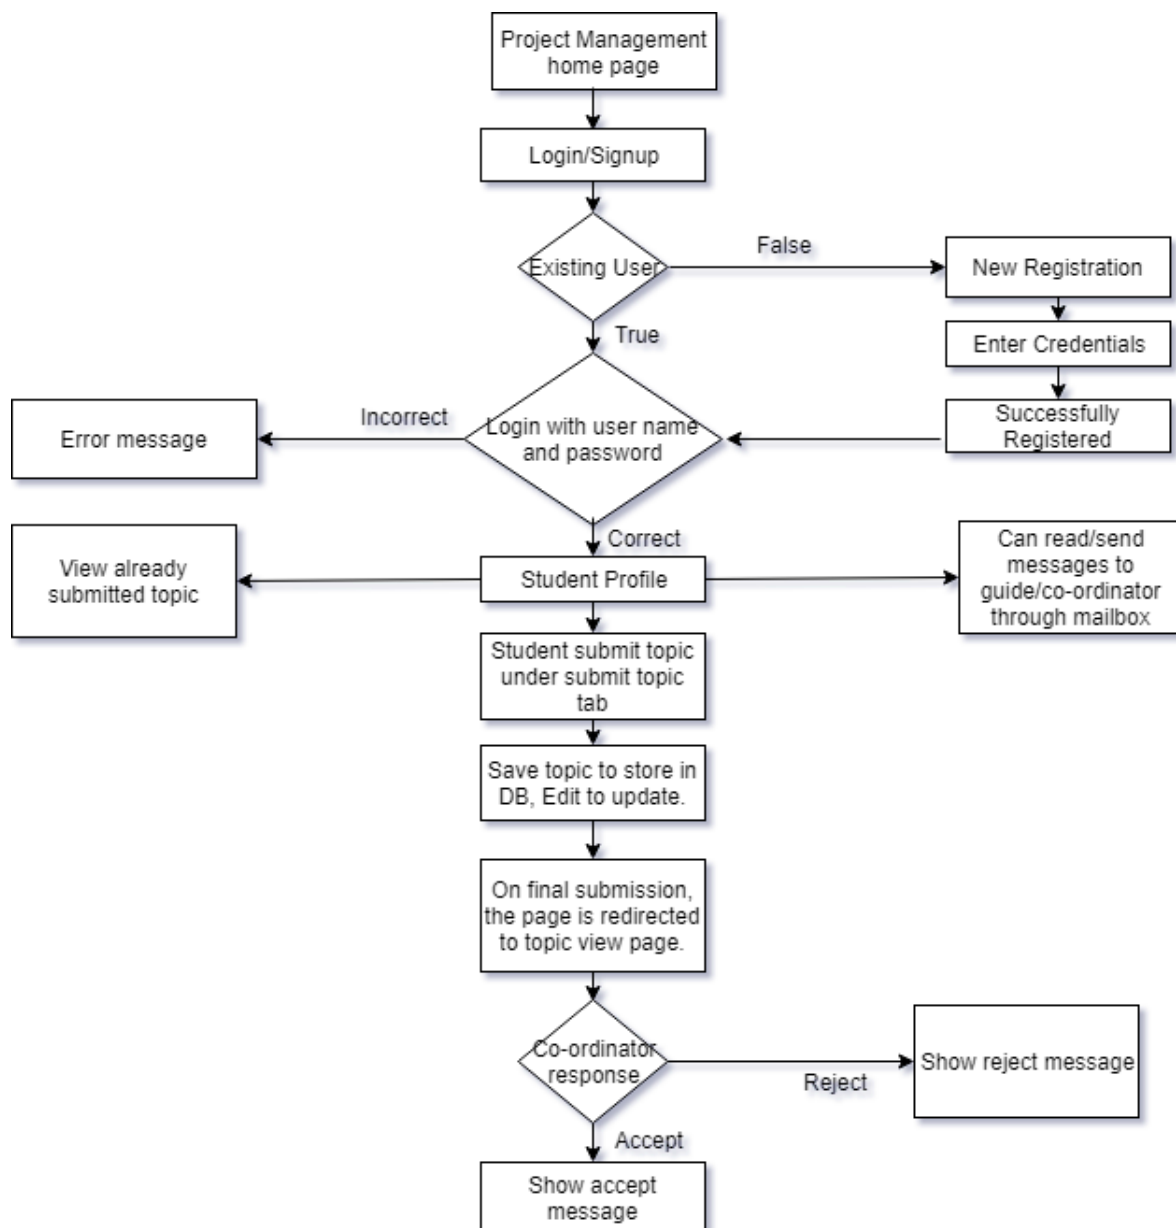 Project Management
home page
Login/Signup
Existing User
False
New Registration
True
Enter Credentials
Successfully
Registered
Login with user name
and password
Incorrect
Error message
Correct
Student Profile
View already
submitted topic
Can read/send
messages to
guide/co-ordinator
through mailbox
Student submit topic
under submit topic
tab
Save topic to store in
DB, Edit to update.
On final submission,
the page is redirected
to topic view page.
Co-ordinator
response
Reject
Show reject message
Accept
Show accept
message